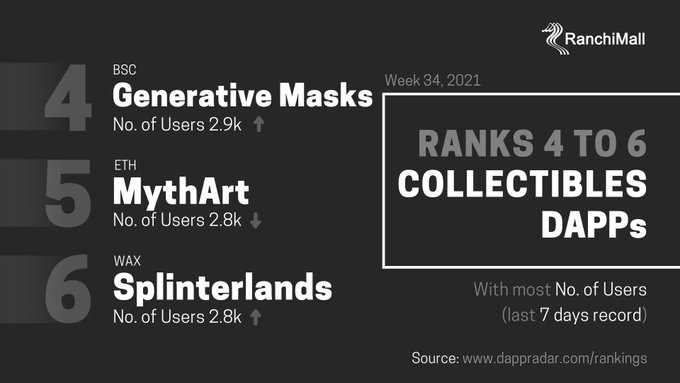 RanchiMall
Week 34, 2021
RANKS 4 TO 6
COLLECTIBLES
DAPPs
4
BSC
Generative Masks
No. of Users 2.9k
5
ETH
MythArt
No. of Users 2.8k
6
WAX
Splinterlands
No. of Users 2.8k
With most No. of Users
(last 7 days record)
Source: www.dappradar.com/rankings